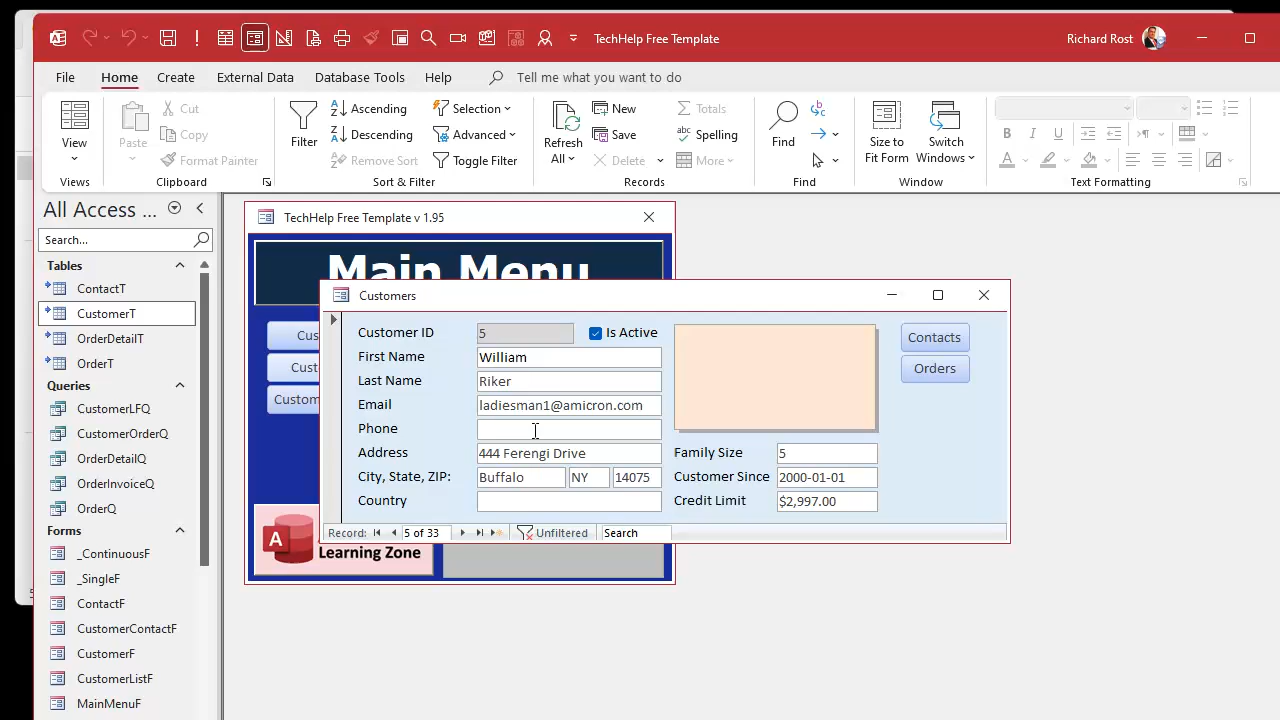 TechHelp Free Template
Richard Rost
File Home Create External Data Database Tools Help Tell me what you want to do
View
Views
Paste
Cut
Copy
Format Painter
Clipboard
Filter
Ascending
Descending
Remove Sort
Selection
Advanced
Toggle Filter
Sort & Filter
Refresh
All
New
Save
Delete
Totals
Spelling
More
Records
Find
Find
Size to
Fit Form
Switch
Windows
Window
B I U
A
Text Formatting
All Access ...
Search...
Tables
ContactT
CustomerT
OrderDetailT
OrderT
Queries
CustomerLFQ
CustomerOrderQ
OrderDetailQ
OrderInvoiceQ
OrderQ
Forms
_ContinuousF
_SingleF
ContactF
CustomerContactF
CustomerF
CustomerListF
MainMenuF
TechHelp Free Template v 1.95
Main Menu
Cus
Cust
Custom
A
Learning Zone
Customers
Customer ID 5 Is Active
First Name William
Last Name Riker
Email ladiesman1@amicron.com
Phone
Address 444 Ferengi Drive
City, State, ZIP: Buffalo NY 14075
Country
Family Size 5
Customer Since 2000-01-01
Credit Limit $2,997.00
Contacts
Orders
Record: 5 of 33 Unfiltered Search